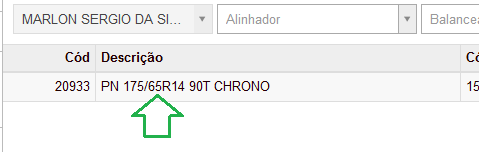 MARLON SERGIO DA SI... Alinhador Balancea
Cód Descrição Có
20933 PN 175/65R14 90T CHRONO 15